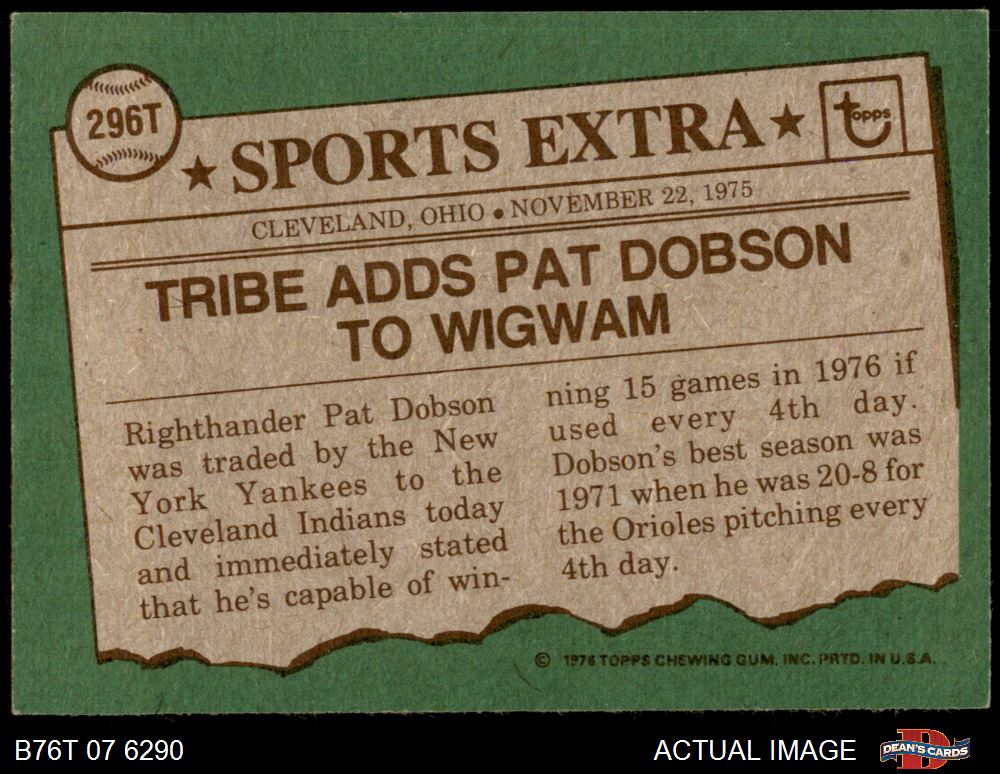 296T
★ SPORTS EXTRA ★
topps
CLEVELAND, OHIO ● NOVEMBER 22, 1975
TRIBE ADDS PAT DOBSON
TO WIGWAM
Righthander Pat Dobson
was traded by the New
York Yankees to the
Cleveland Indians today
and immediately stated
that he's capable of win-
ning 15 games in 1976 if
used every 4th day.
Dobson's best season was
1971 when he was 20-8 for
the Orioles pitching every
4th day.
© 1976 TOPPS CHEWING GUM, INC. PRTD. IN U.S.A.
B76T 07 6290
ACTUAL IMAGE
DEAN'S CARDS